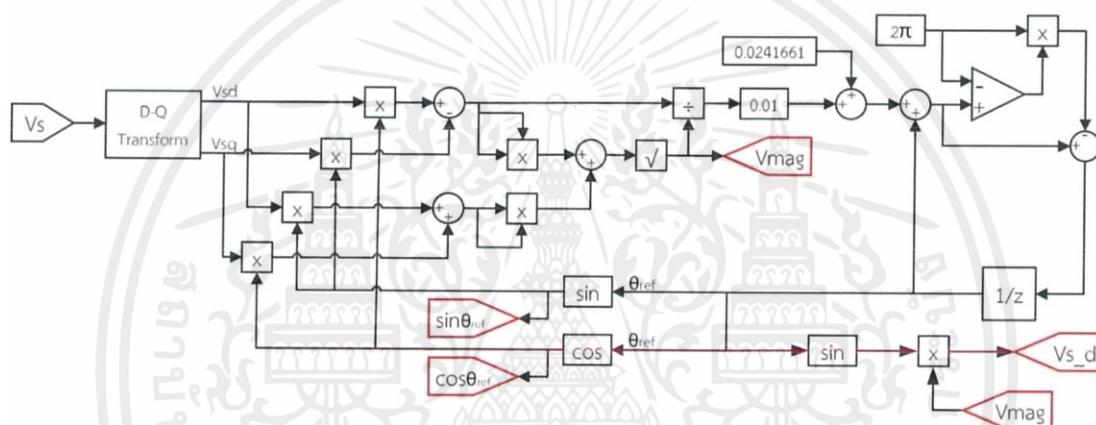 2π
x
0.0241661
Vs
D-Q
Transform
Vsd
Vsq
x
-
÷
0.01
+
+
+
+
-
+
+
-
x
x
+
+
√
Vmag
x
+
+
x
x
sin
θref
1/z
sinθref
cos
θref
sin
x
Vs_d
cosθref
Vmag